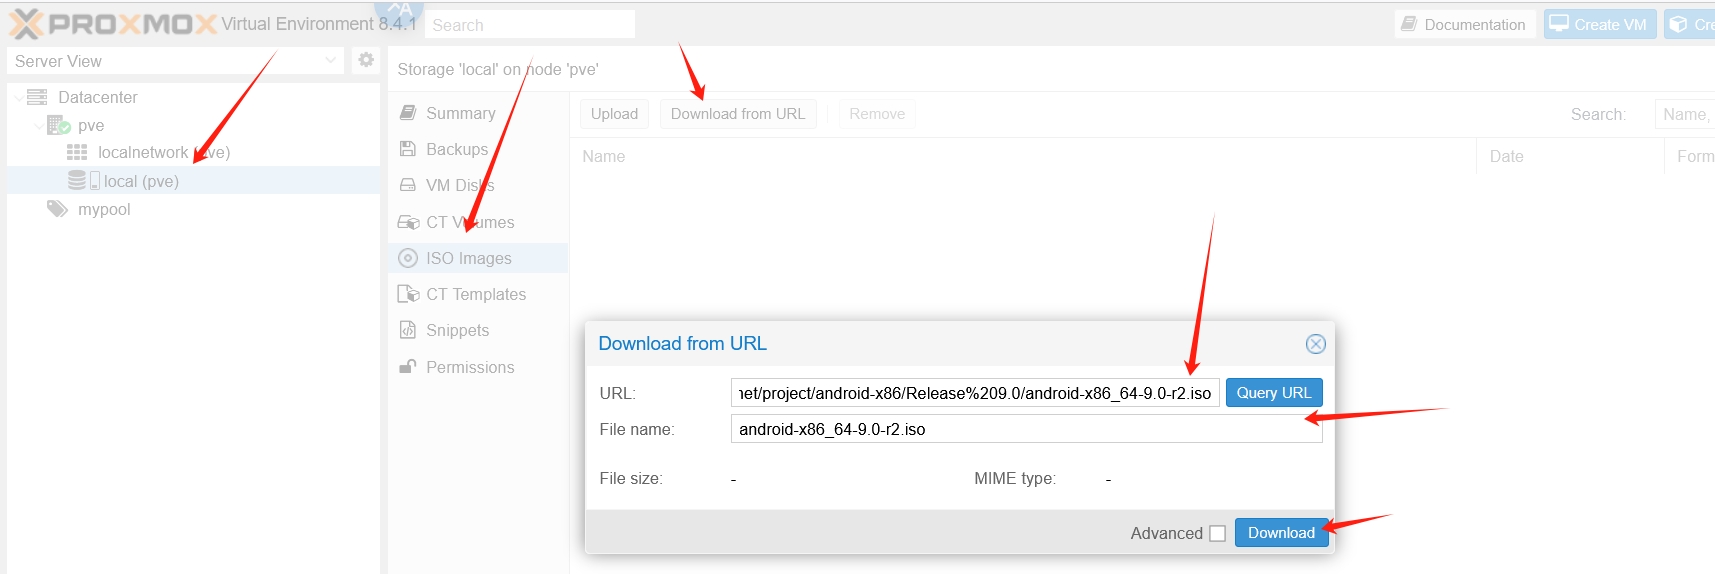 PROXMOX Virtual Environment 8.4.1 Search Documentation Create VM
Server View
Storage 'local' on node 'pve'
Datacenter
pve
localnetwork
local (pve)
mypool
Summary
Backups
VM Disks
CT Volumes
ISO Images
CT Templates
Snippets
Permissions
Upload Download from URL Remove Search: Name,
Name Date
Download from URL
URL: net/project/android-x86/Release%209.0/android-x86_64-9.0-r2.iso Query URL
File name: android-x86_64-9.0-r2.iso
File size: - MIME type: -
Advanced Download